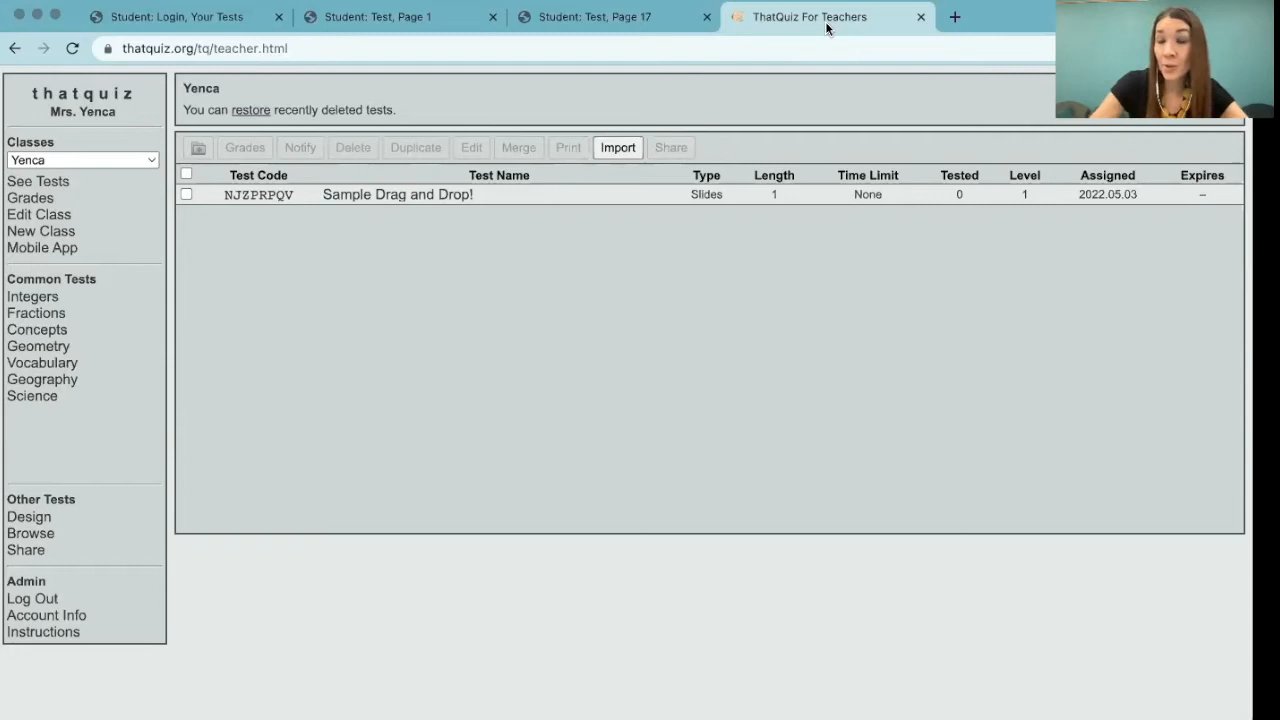 Student: Login, Your Tests
Student: Test, Page 1
Student: Test, Page 17
ThatQuiz For Teachers
thatquiz.org/tq/teacher.html
thatquiz
Mrs. Yenca
Classes
Yenca
See Tests
Grades
Edit Class
New Class
Mobile App
Common Tests
Integers
Fractions
Concepts
Geometry
Vocabulary
Geography
Science
Other Tests
Design
Browse
Share
Admin
Log Out
Account Info
Instructions
Yenca
You can restore recently deleted tests.
Grades Notify Delete Duplicate Edit Merge Print Import Share
Test Code Test Name Type Length Time Limit Tested Level Assigned Expires
NJZPRPQV Sample Drag and Drop! Slides 1 None 0 1 2022.05.03 –